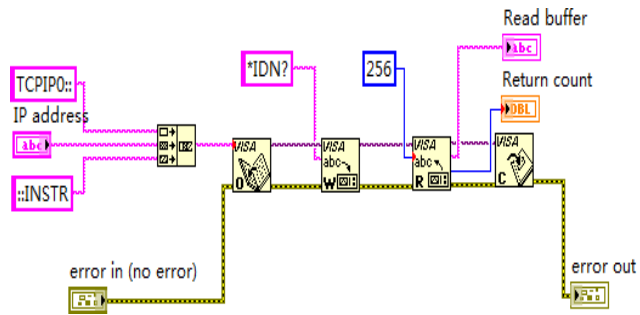 Read buffer
abc
TCPIP0::
*IDN?
256
Return count
DBL
IP address
abc
VISA
O
VISA
abc
W
VISA
abc
R
VISA
C
::INSTR
error in (no error)
error out